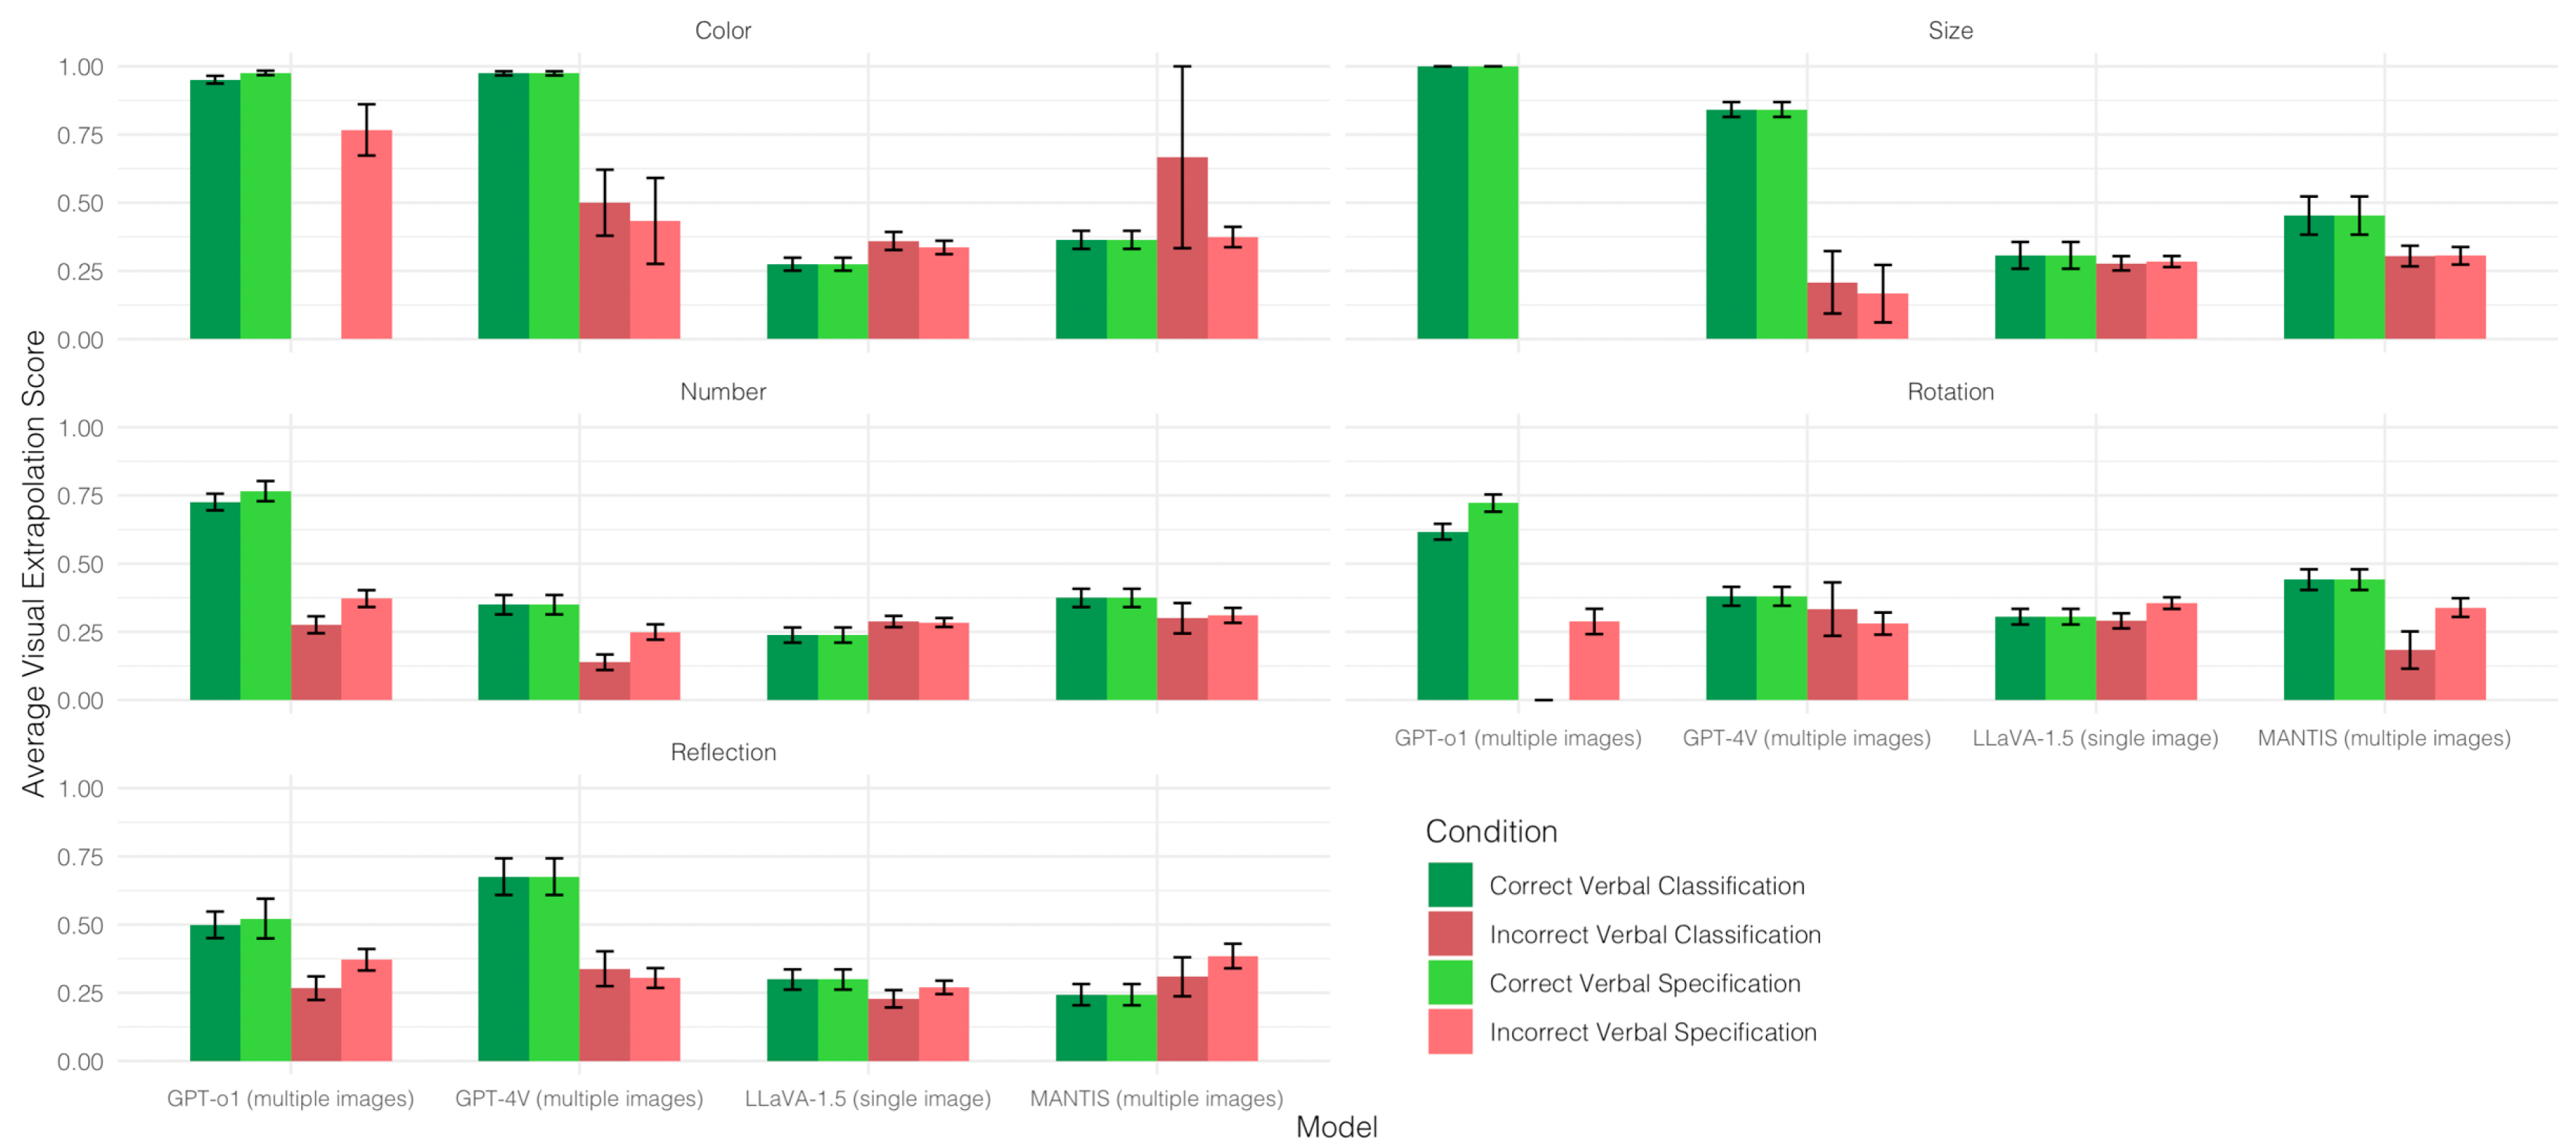 Color
Size
1.00
0.75
0.50
0.25
0.00
Number
Rotation
1.00
0.75
0.50
0.25
0.00
GPT-o1 (multiple images)
GPT-4V (multiple images)
LLaVA-1.5 (single image)
MANTIS (multiple images)
Reflection
1.00
0.75
0.50
0.25
0.00
GPT-o1 (multiple images)
GPT-4V (multiple images)
LLaVA-1.5 (single image)
MANTIS (multiple images)
Average Visual Extrapolation Score
Model
Condition
Correct Verbal Classification
Incorrect Verbal Classification
Correct Verbal Specification
Incorrect Verbal Specification